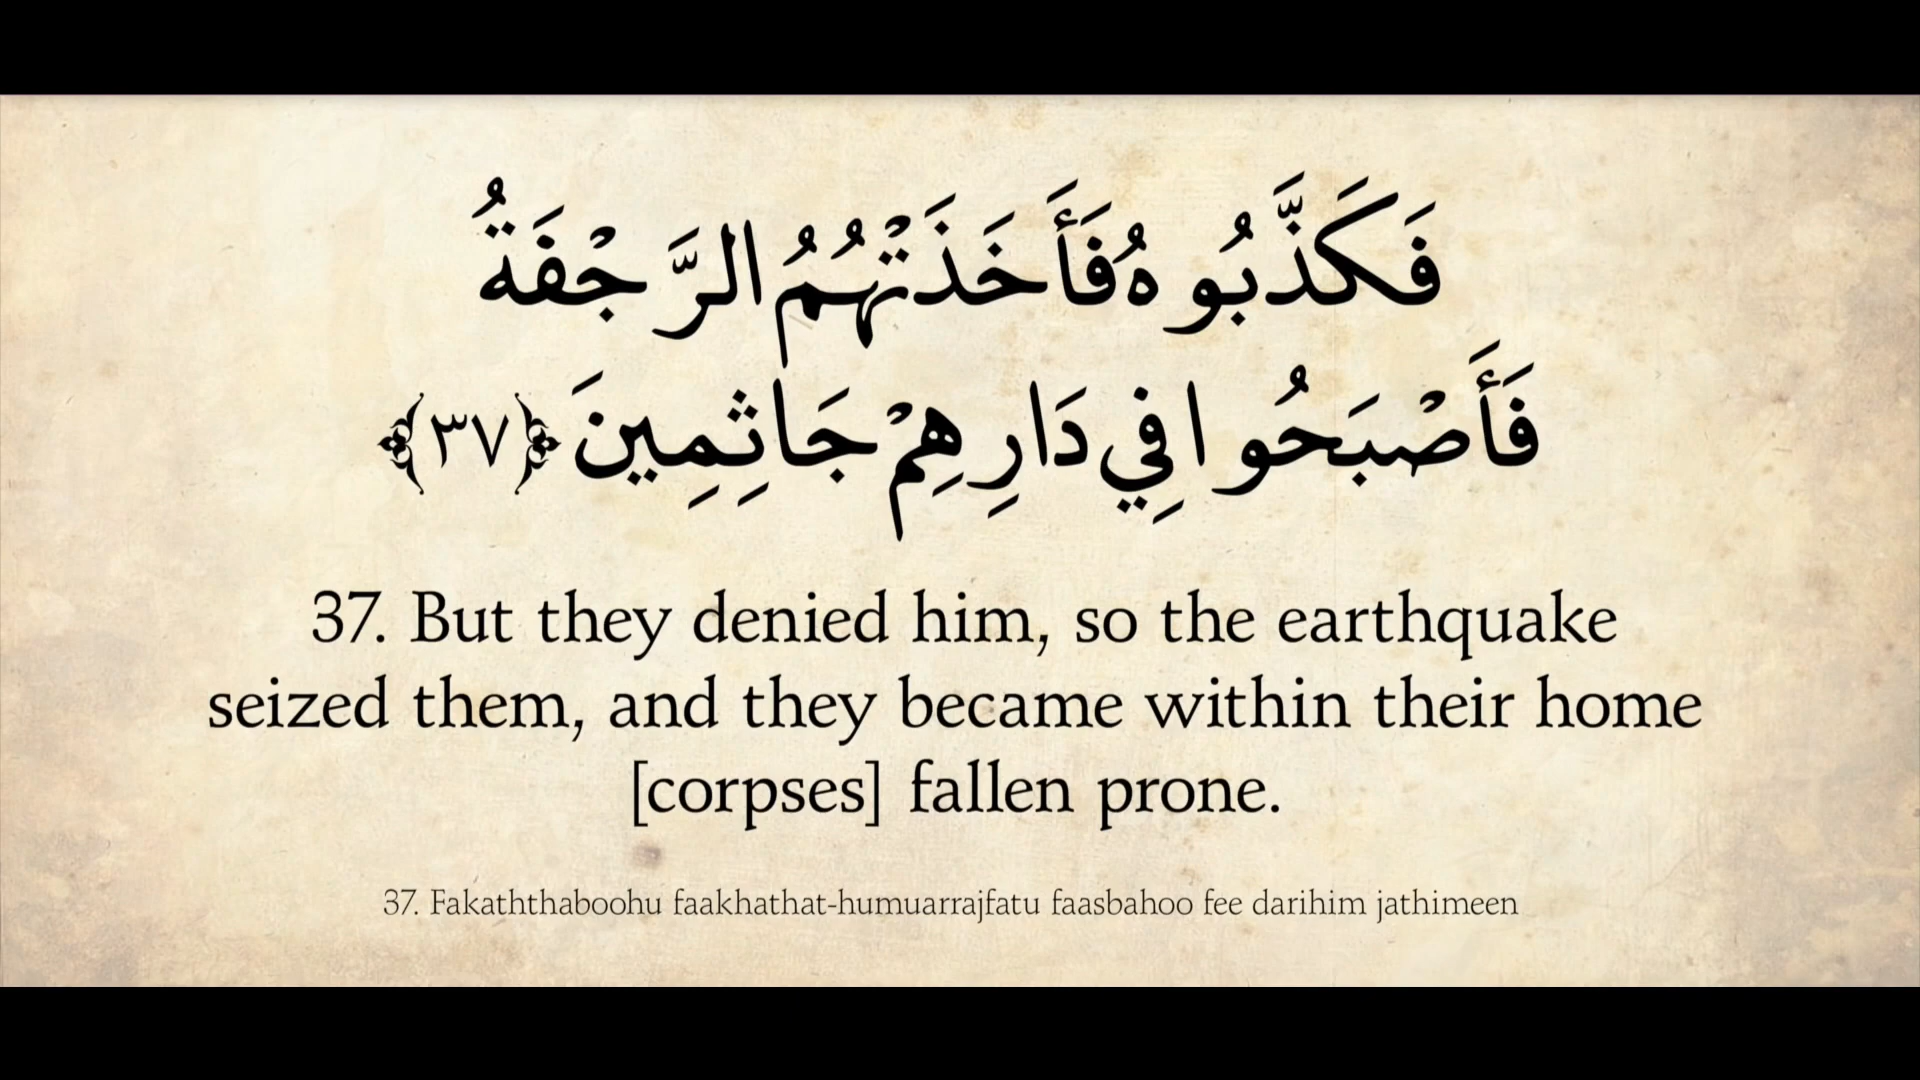 فَكَذَّبُوهُ فَأَخَذَتْهُمُ الرَّجْفَةُ
فَأَصْبَحُوا فِي دَارِهِمْ جَاثِمِينَ ﴿٣٧﴾
37. But they denied him, so the earthquake
seized them, and they became within their home
[corpses] fallen prone.
37. Fakaththaboohu faakhathat-humuarrajfatu faasbahoo fee darihim jathimeen